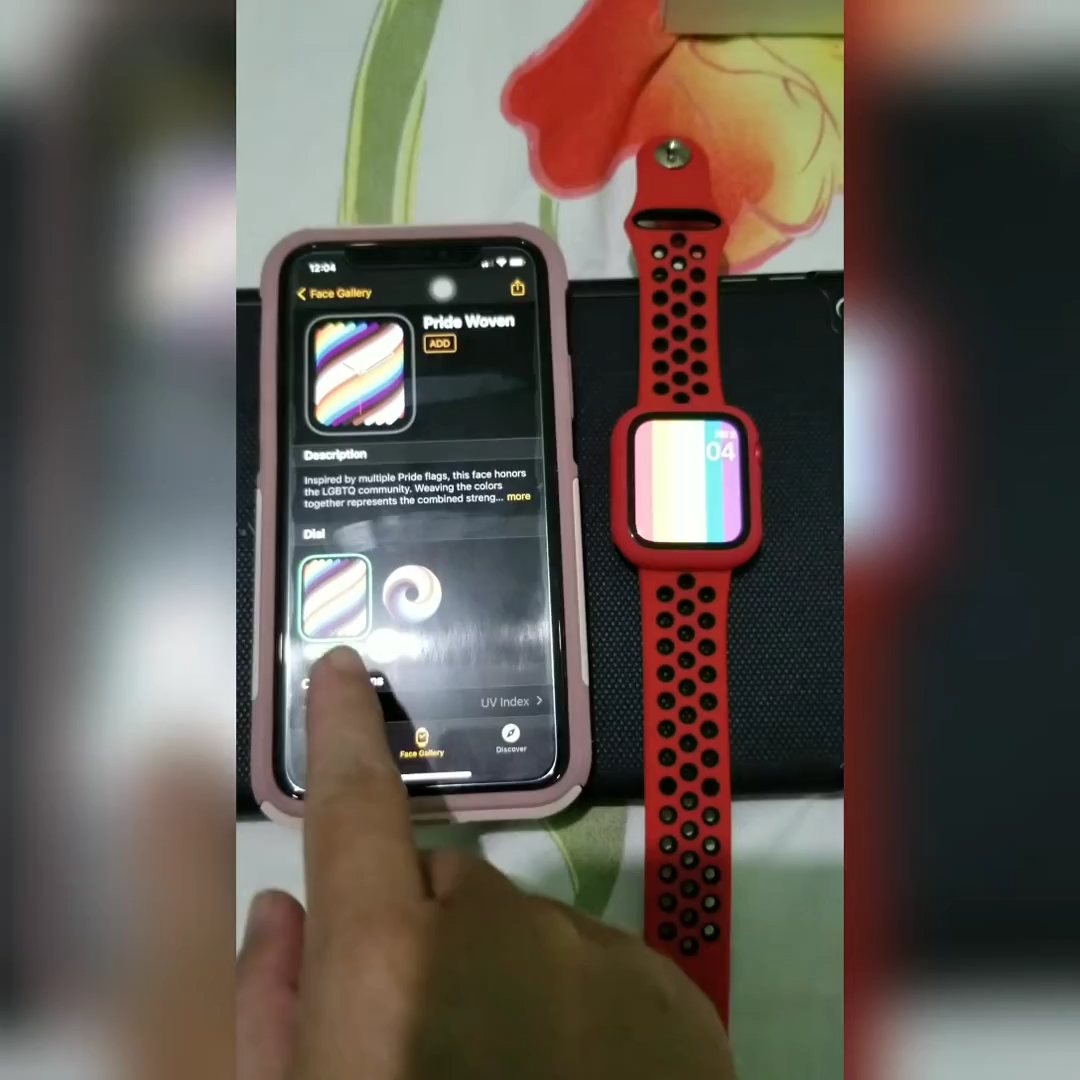 12:04
Face Gallery
Pride Woven
ADD
Description
Inspired by multiple Pride flags, this face honors
the LGBTQ community. Weaving the colors
together represents the combined streng... more
Dial
UV Index
Face Gallery
Discover
04